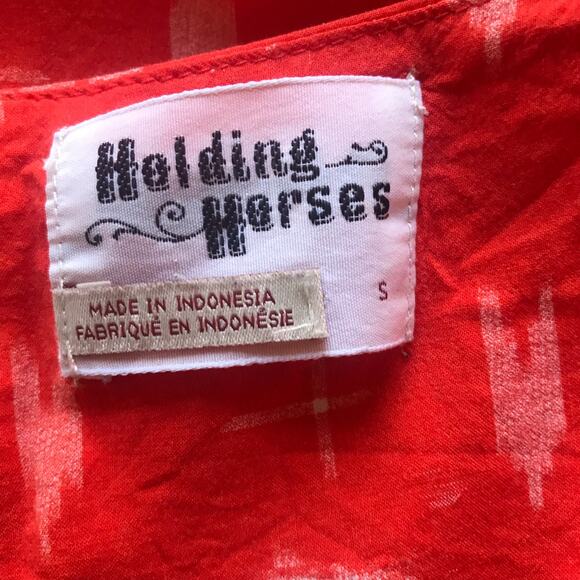 Holding
Horses
S
MADE IN INDONESIA
FABRIQUÉ EN INDONÉSIE